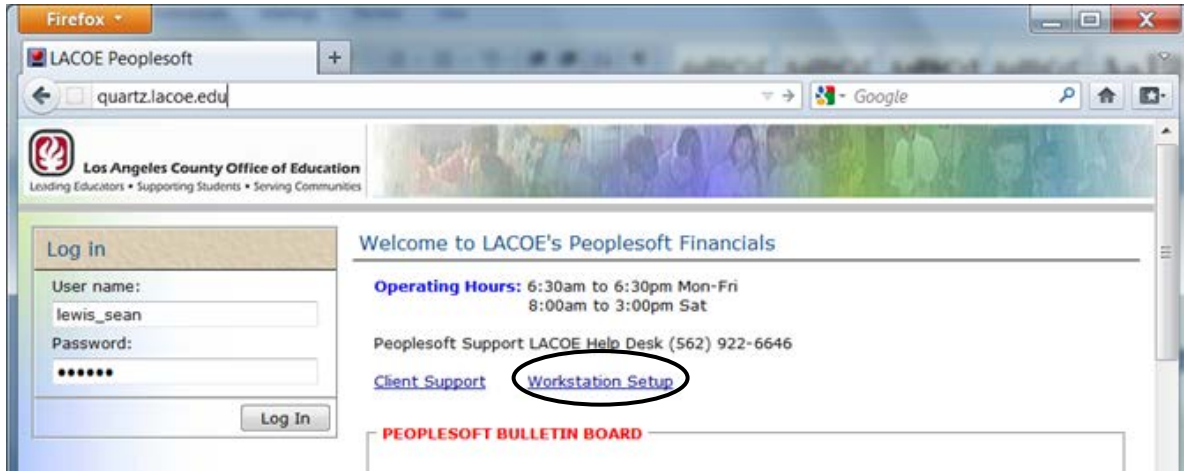 Firefox
LACOE Peoplesoft
+
quartz.lacoe.edu
Google
Los Angeles County Office of Education
Leading Educators • Supporting Students • Serving Communities
Log in
User name:
lewis_sean
Password:
••••••
Log In
Welcome to LACOE's Peoplesoft Financials
Operating Hours: 6:30am to 6:30pm Mon-Fri
8:00am to 3:00pm Sat
Peoplesoft Support LACOE Help Desk (562) 922-6646
Client Support Workstation Setup
PEOPLESOFT BULLETIN BOARD